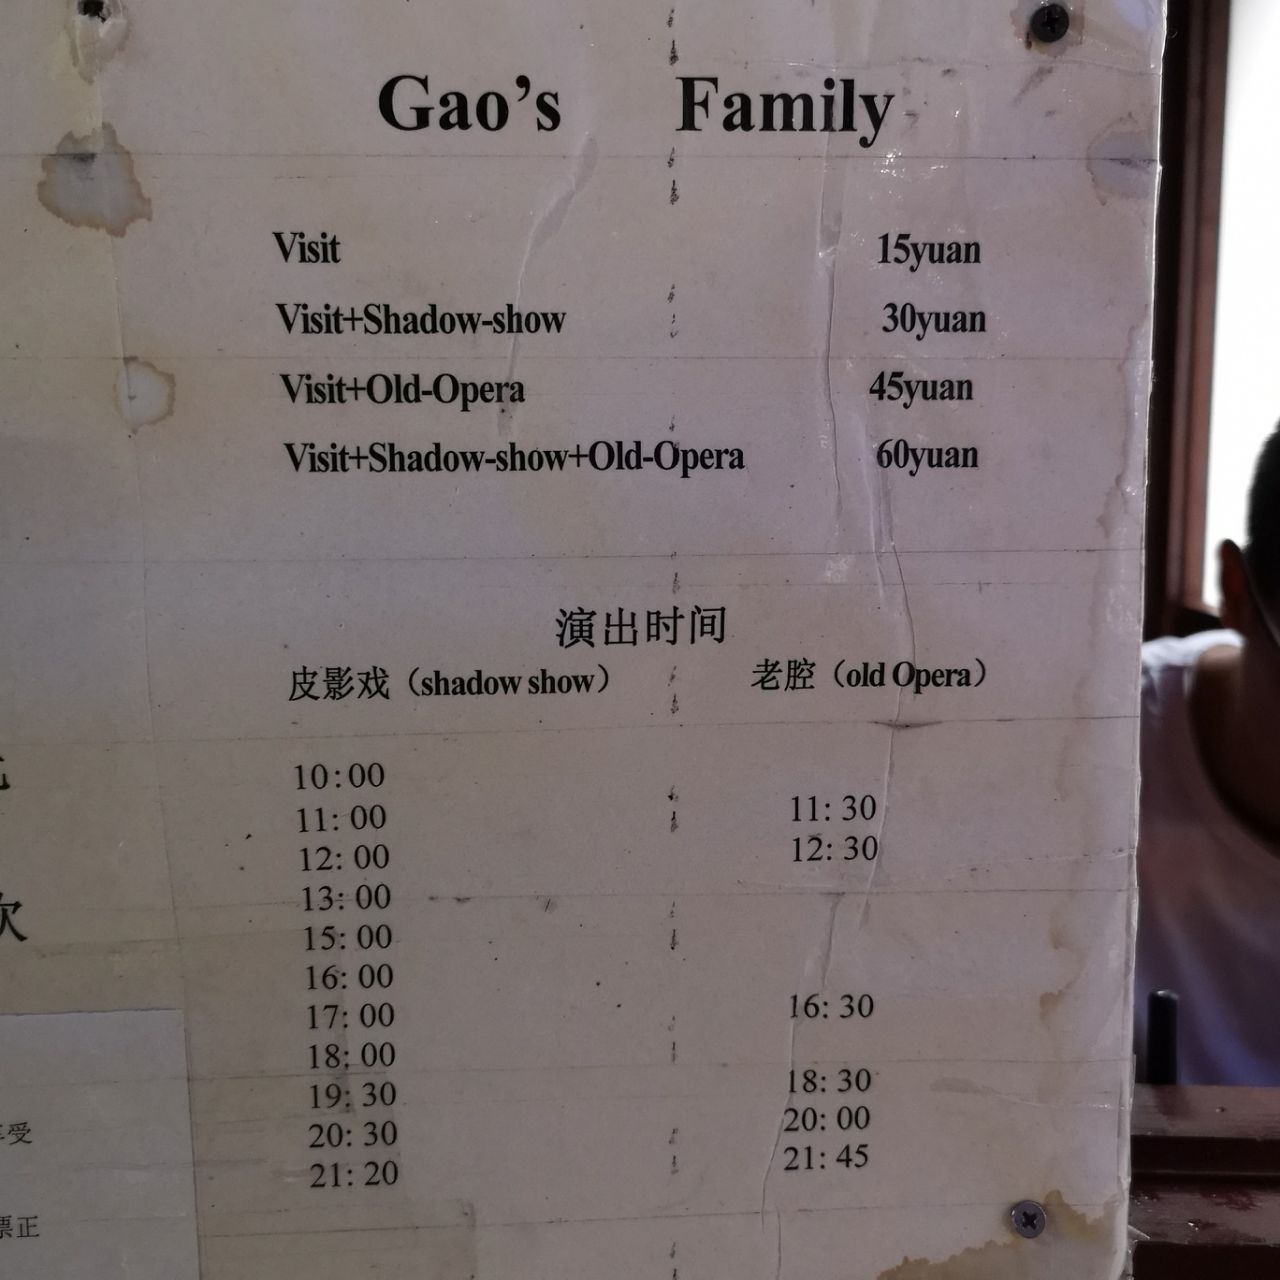 Gao's Family
Visit 15yuan
Visit+Shadow-show 30yuan
Visit+Old-Opera 45yuan
Visit+Shadow-show+Old-Opera 60yuan
演出时间
皮影戏（shadow show） 老腔（old Opera）
10:00
11: 00 11: 30
12: 00 12: 30
13: 00
15: 00
16: 00
17: 00 16: 30
18: 00
19: 30 18: 30
20: 30 20: 00
21: 20 21: 45
受
票正